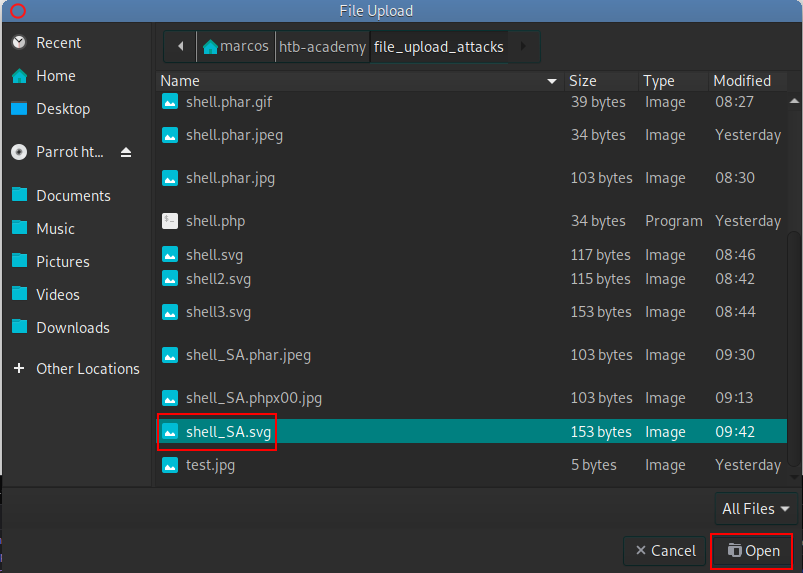 File Upload
marcos htb-academy file_upload_attacks
Recent
Home
Desktop
Parrot ht...
Documents
Music
Pictures
Videos
Downloads
Other Locations
Name Size Type Modified
shell.phar.gif 39 bytes Image 08:27
shell.phar.jpeg 34 bytes Image Yesterday
shell.phar.jpg 103 bytes Image 08:30
shell.php 34 bytes Program Yesterday
shell.svg 117 bytes Image 08:46
shell2.svg 115 bytes Image 08:42
shell3.svg 153 bytes Image 08:44
shell_SA.phar.jpeg 103 bytes Image 09:30
shell_SA.phpx00.jpg 103 bytes Image 09:13
shell_SA.svg 153 bytes Image 09:42
test.jpg 5 bytes Image Yesterday
All Files
Cancel Open